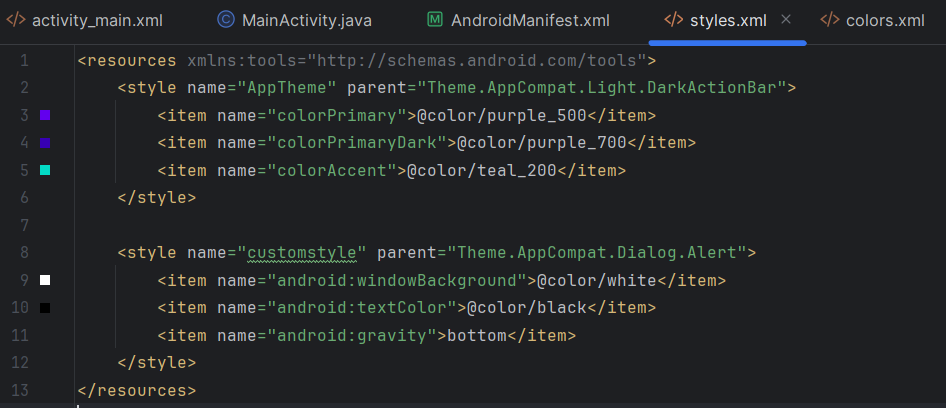 activity_main.xml MainActivity.java AndroidManifest.xml styles.xml colors.xml
1 <resources xmlns:tools="http://schemas.android.com/tools">
2 <style name="AppTheme" parent="Theme.AppCompat.Light.DarkActionBar">
3 <item name="colorPrimary">@color/purple_500</item>
4 <item name="colorPrimaryDark">@color/purple_700</item>
5 <item name="colorAccent">@color/teal_200</item>
6 </style>
7
8 <style name="customstyle" parent="Theme.AppCompat.Dialog.Alert">
9 <item name="android:windowBackground">@color/white</item>
10 <item name="android:textColor">@color/black</item>
11 <item name="android:gravity">bottom</item>
12 </style>
13 </resources>